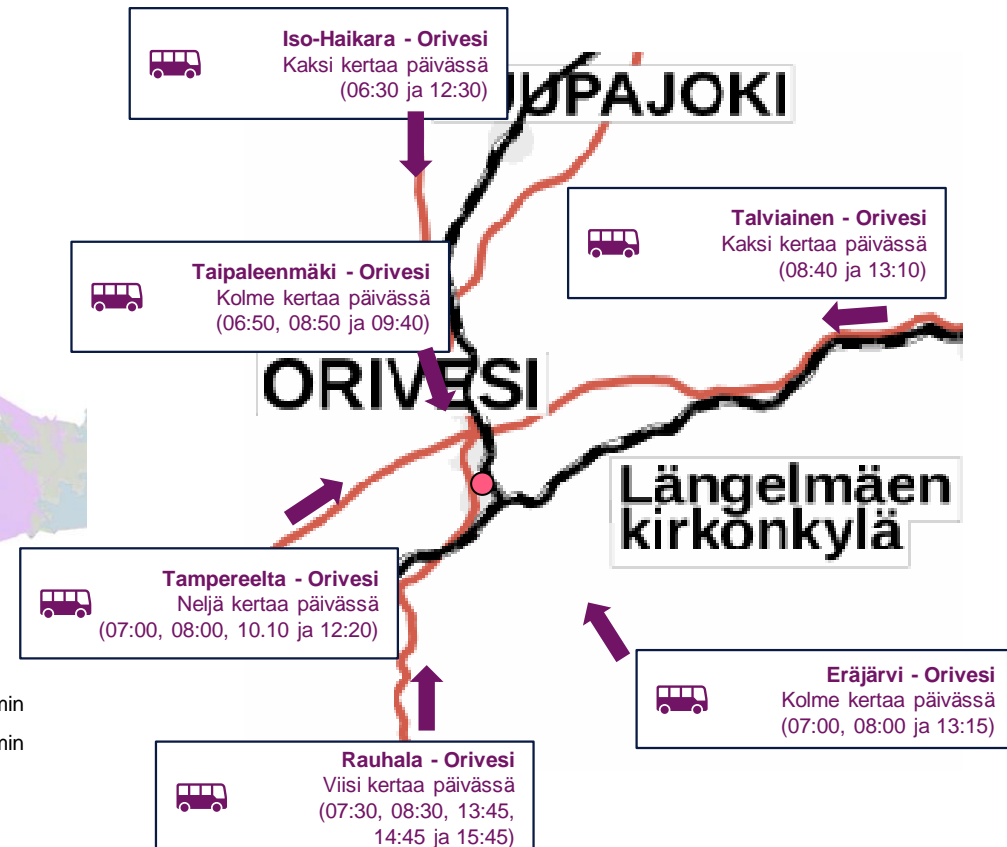 Iso-Haikara - Orivesi
Kaksi kertaa päivässä
(06:30 ja 12:30)
JUPAJOKI
Talviainen - Orivesi
Kaksi kertaa päivässä
(08:40 ja 13:10)
Taipaleenmäki - Orivesi
Kolme kertaa päivässä
(06:50, 08:50 ja 09:40)
ORIVESI
Längelmäen
kirkonkylä
Tampereelta - Orivesi
Neljä kertaa päivässä
(07:00, 08:00, 10.10 ja 12:20)
Eräjärvi - Orivesi
Kolme kertaa päivässä
(07:00, 08:00 ja 13:15)
min
min
Rauhala - Orivesi
Viisi kertaa päivässä
(07:30, 08:30, 13:45,
14:45 ja 15:45)